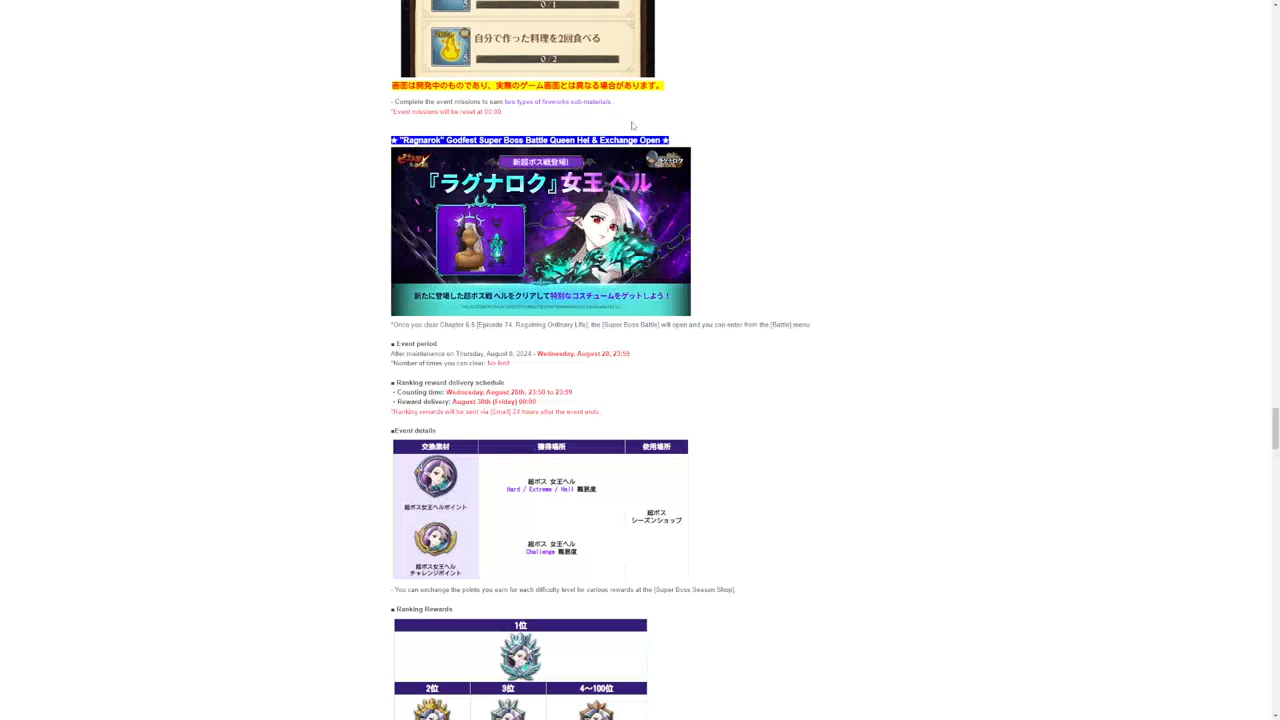 0/1
自分で作った料理を2回食べる
0/2
画面は開発中のものであり、実際のゲーム画面とは異なる場合があります。
- Complete the event missions to earn two types of fireworks sub-materials .
*Event missions will be reset at 00:00
★ "Ragnarok" Godfest Super Boss Battle Queen Hel & Exchange Open ★
新超ボス戦登場!
『ラグナロク』女王 ヘル
新たに登場した超ボス戦 ヘルをクリアして特別なコスチュームをゲットしよう!
*Once you clear Chapter 6.5 [Episode 74: Regaining Ordinary Life], the [Super Boss Battle] will open and you can enter from the [Battle] menu
■ Event period
After maintenance on Thursday, August 8, 2024 - Wednesday, August 28, 23:59
*Number of times you can clear: No limit
■ Ranking reward delivery schedule
・Counting time: Wednesday, August 28th, 23:50 to 23:59
・Reward delivery: August 30th (Friday) 00:00
*Ranking rewards will be sent via [Email] 24 hours after the event ends.
■Event details
交換素材 獲得場所 使用場所
超ボス女王ヘルポイント
超ボス 女王ヘル
Hard / Extreme / Hell 難易度
超ボス
シーズンショップ
超ボス女王ヘル
チャレンジポイント
超ボス 女王ヘル
Challenge 難易度
- You can exchange the points you earn for each difficulty level for various rewards at the [Super Boss Season Shop].
■ Ranking Rewards
1位
2位 3位 4～100位